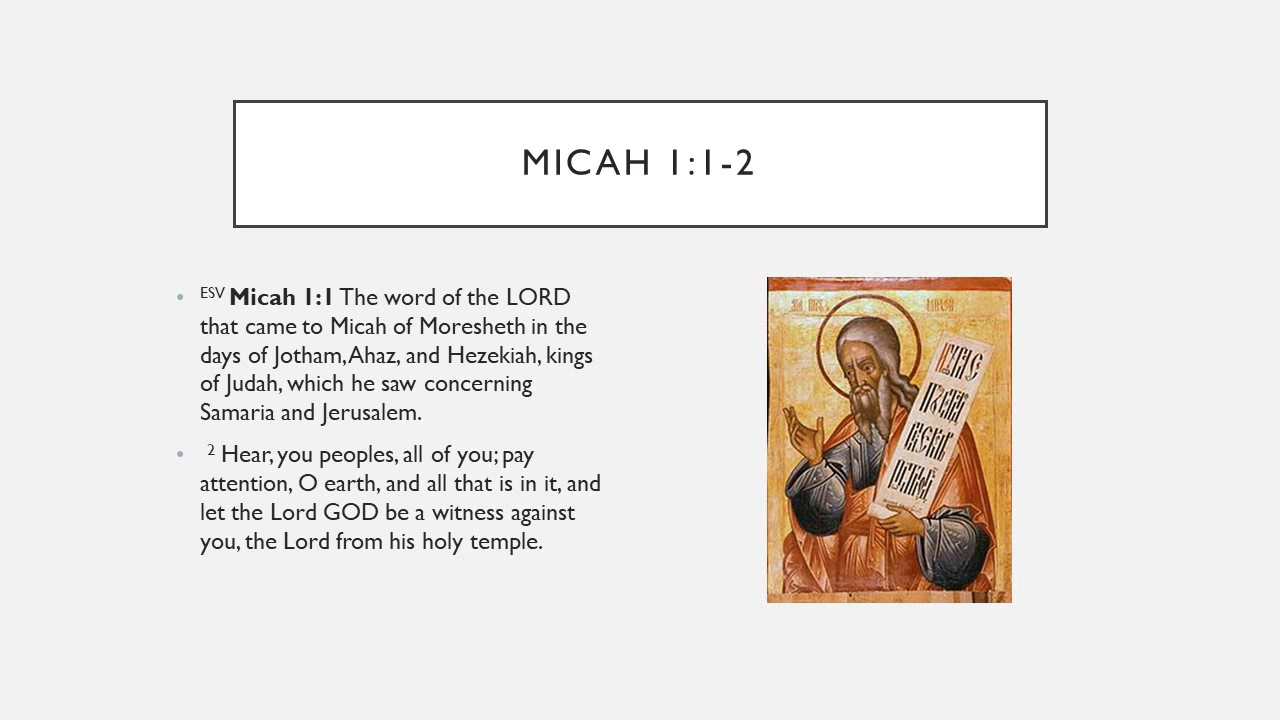 MICAH 1:1-2
• ESV Micah 1:1 The word of the LORD
that came to Micah of Moresheth in the
days of Jotham, Ahaz, and Hezekiah, kings
of Judah, which he saw concerning
Samaria and Jerusalem.
• 2 Hear, you peoples, all of you; pay
attention, O earth, and all that is in it, and
let the Lord GOD be a witness against
you, the Lord from his holy temple.